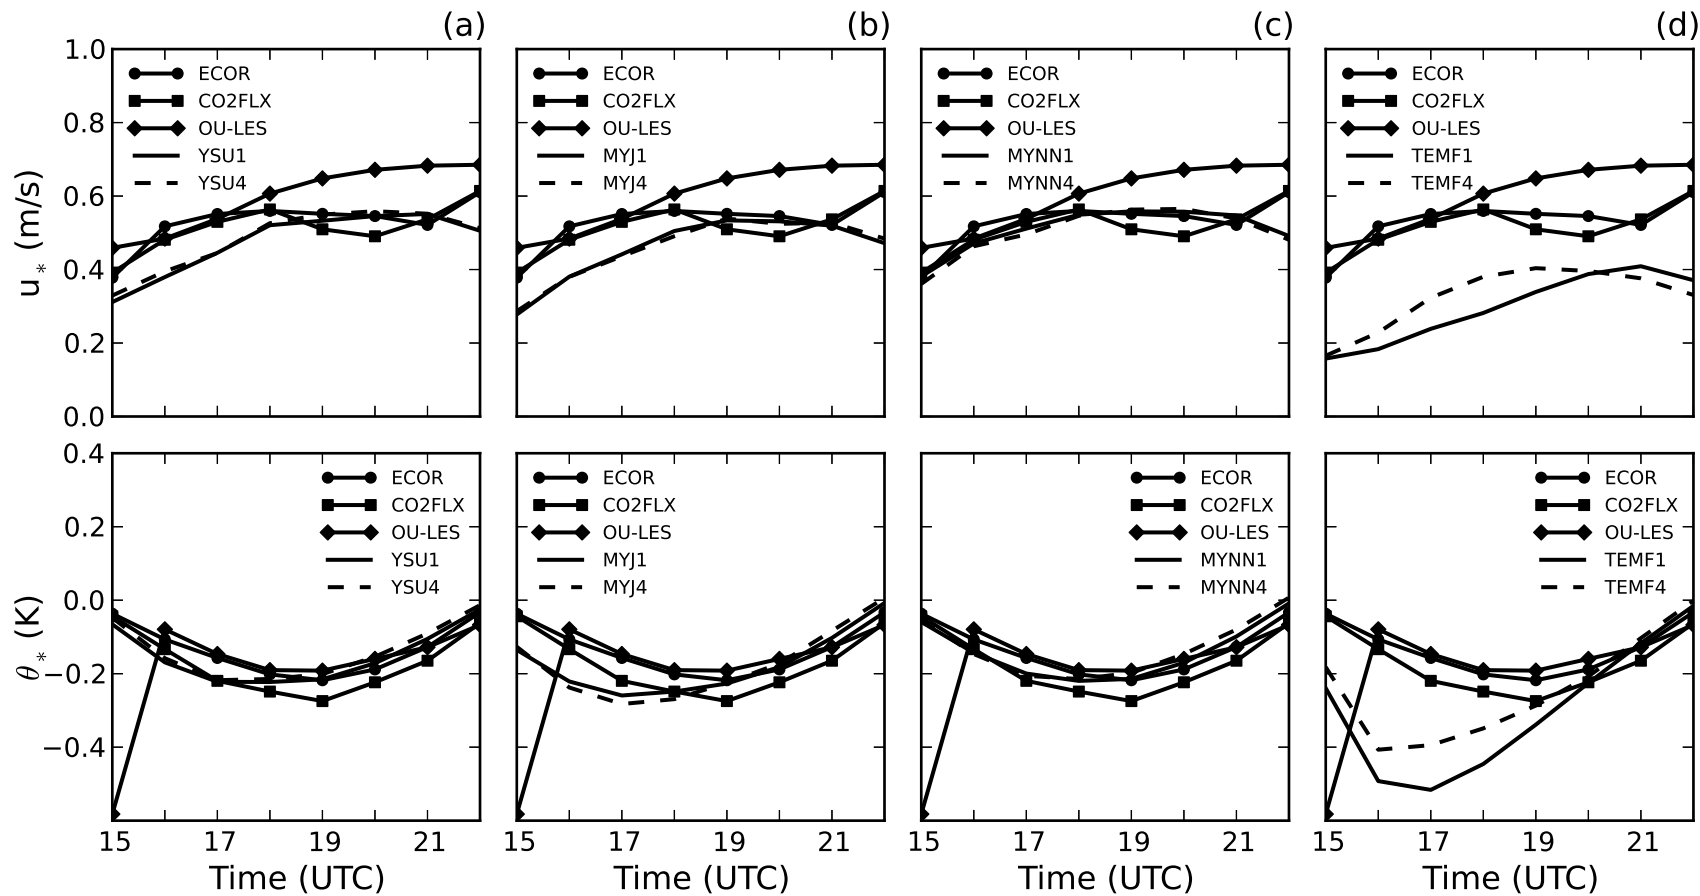 (a) (b) (c) (d)
1.0
0.8
0.6
0.4
0.2
0.0
u* (m/s)
ECOR
CO2FLX
OU-LES
YSU1
YSU4
ECOR
CO2FLX
OU-LES
MYJ1
MYJ4
ECOR
CO2FLX
OU-LES
MYNN1
MYNN4
ECOR
CO2FLX
OU-LES
TEMF1
TEMF4
0.4
0.2
0.0
−0.2
−0.4
θ* (K)
ECOR
CO2FLX
OU-LES
YSU1
YSU4
ECOR
CO2FLX
OU-LES
MYJ1
MYJ4
ECOR
CO2FLX
OU-LES
MYNN1
MYNN4
ECOR
CO2FLX
OU-LES
TEMF1
TEMF4
15 17 19 21 15 17 19 21 15 17 19 21 15 17 19 21
Time (UTC) Time (UTC) Time (UTC) Time (UTC)